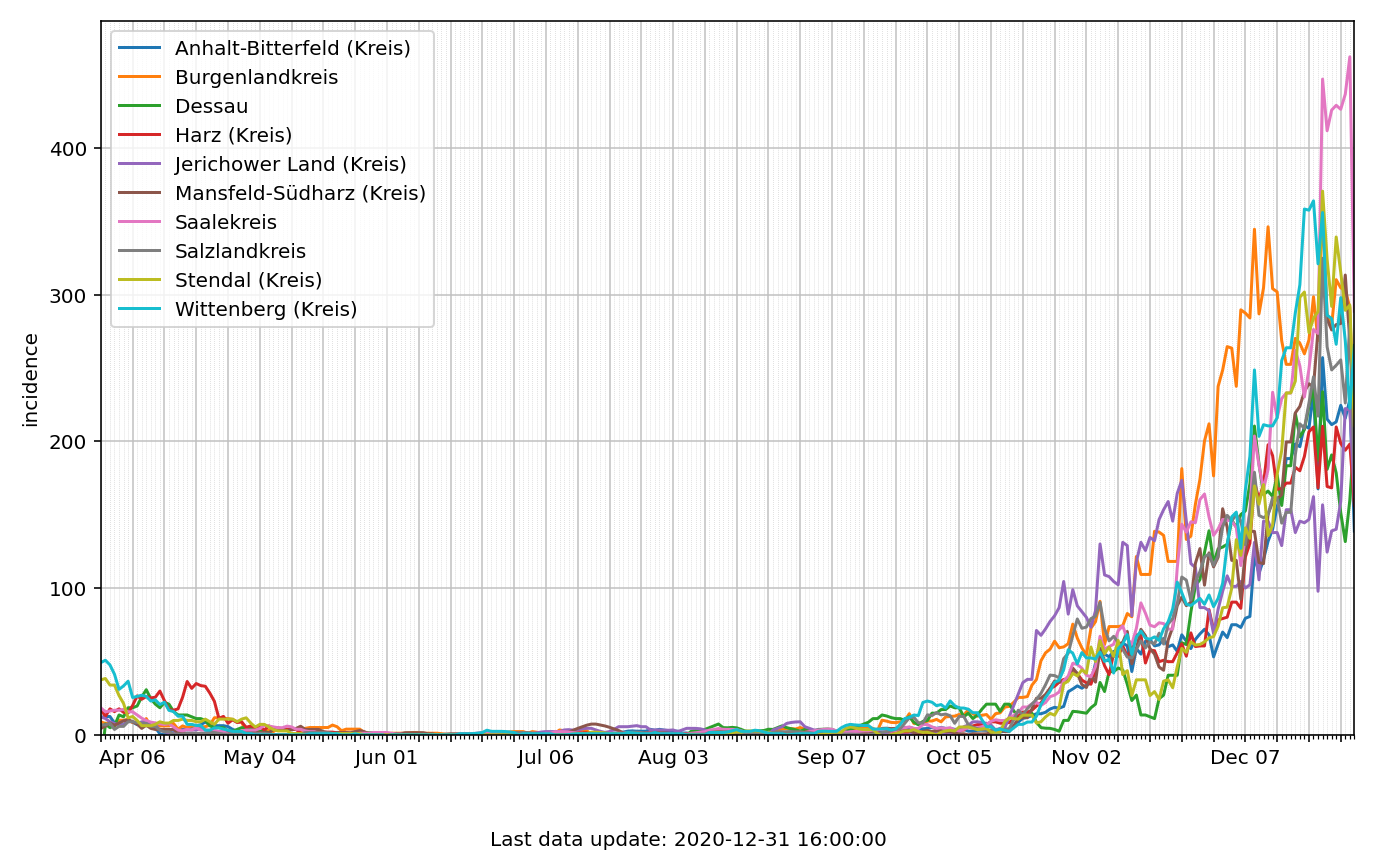 Anhalt-Bitterfeld (Kreis)
Burgenlandkreis
Dessau
Harz (Kreis)
Jerichower Land (Kreis)
Mansfeld-Südharz (Kreis)
Saalekreis
Salzlandkreis
Stendal (Kreis)
Wittenberg (Kreis)
incidence
400
300
200
100
0
Apr 06 May 04 Jun 01 Jul 06 Aug 03 Sep 07 Oct 05 Nov 02 Dec 07
Last data update: 2020-12-31 16:00:00